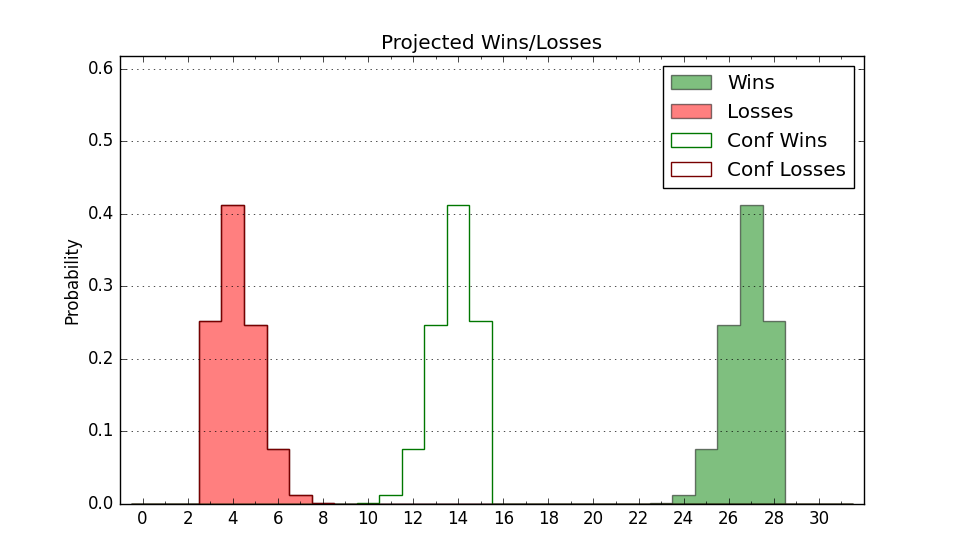 Projected Wins/Losses
0.6
0.5
0.4
0.3
0.2
0.1
0.0
Probability
Wins
Losses
Conf Wins
Conf Losses
0 2 4 6 8 10 12 14 16 18 20 22 24 26 28 30